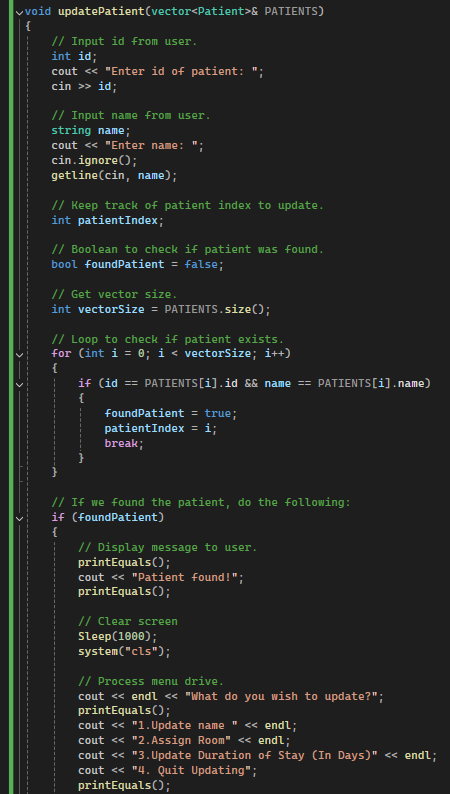 void updatePatient(vector<Patient>& PATIENTS)
{
// Input id from user.
int id;
cout << "Enter id of patient: ";
cin >> id;
// Input name from user.
string name;
cout << "Enter name: ";
cin.ignore();
getline(cin, name);
// Keep track of patient index to update.
int patientIndex;
// Boolean to check if patient was found.
bool foundPatient = false;
// Get vector size.
int vectorSize = PATIENTS.size();
// Loop to check if patient exists.
for (int i = 0; i < vectorSize; i++)
{
if (id == PATIENTS[i].id && name == PATIENTS[i].name)
{
foundPatient = true;
patientIndex = i;
break;
}
}
// If we found the patient, do the following:
if (foundPatient)
{
// Display message to user.
printEquals();
cout << "Patient found!";
printEquals();
// Clear screen
Sleep(1000);
system("cls");
// Process menu drive.
cout << endl << "What do you wish to update?";
printEquals();
cout << "1.Update name " << endl;
cout << "2.Assign Room" << endl;
cout << "3.Update Duration of Stay (In Days)" << endl;
cout << "4. Quit Updating";
printEquals();